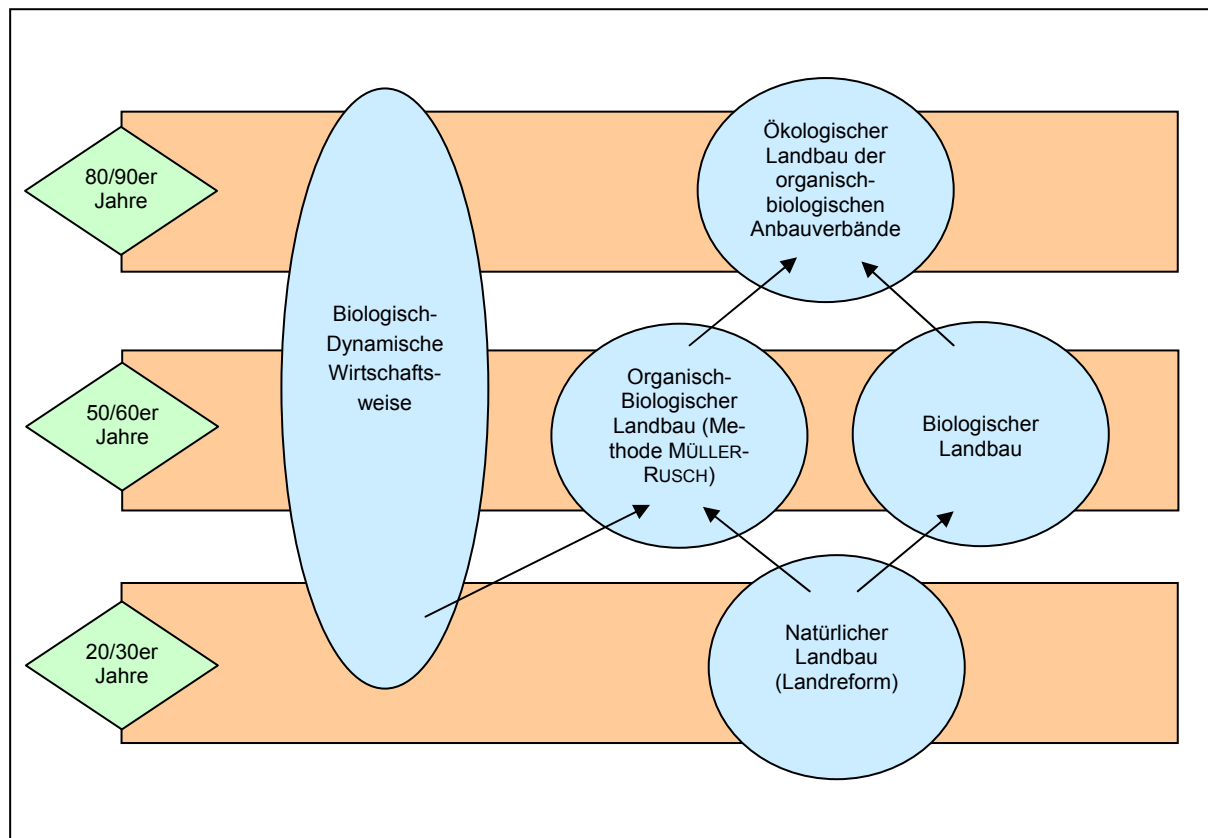 80/90er
Jahre
Ökologischer
Landbau der
organisch-
biologischen
Anbauverbände
Biologisch-
Dynamische
Wirtschafts-
weise
50/60er
Jahre
Organisch-
Biologischer
Landbau (Me-
thode MÜLLER-
RUSCH)
Biologischer
Landbau
20/30er
Jahre
Natürlicher
Landbau
(Landreform)